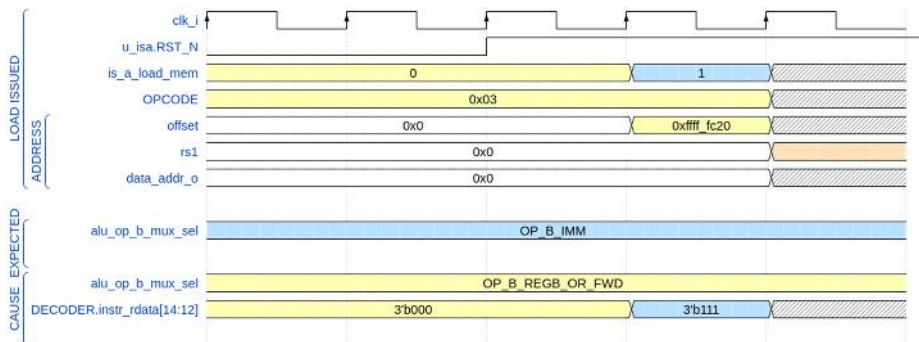 clk_i
u_isa.RST_N
is_a_load_mem 0 1
OPCODE 0x03
offset 0x0 0xffff_fc20
rs1 0x0
data_addr_o 0x0
LOAD ISSUED
ADDRESS
alu_op_b_mux_sel OP_B_IMM
EXPECTED
alu_op_b_mux_sel OP_B_REGB_OR_FWD
DECODER.instr_rdata[14:12] 3'b000 3'b111
CAUSE